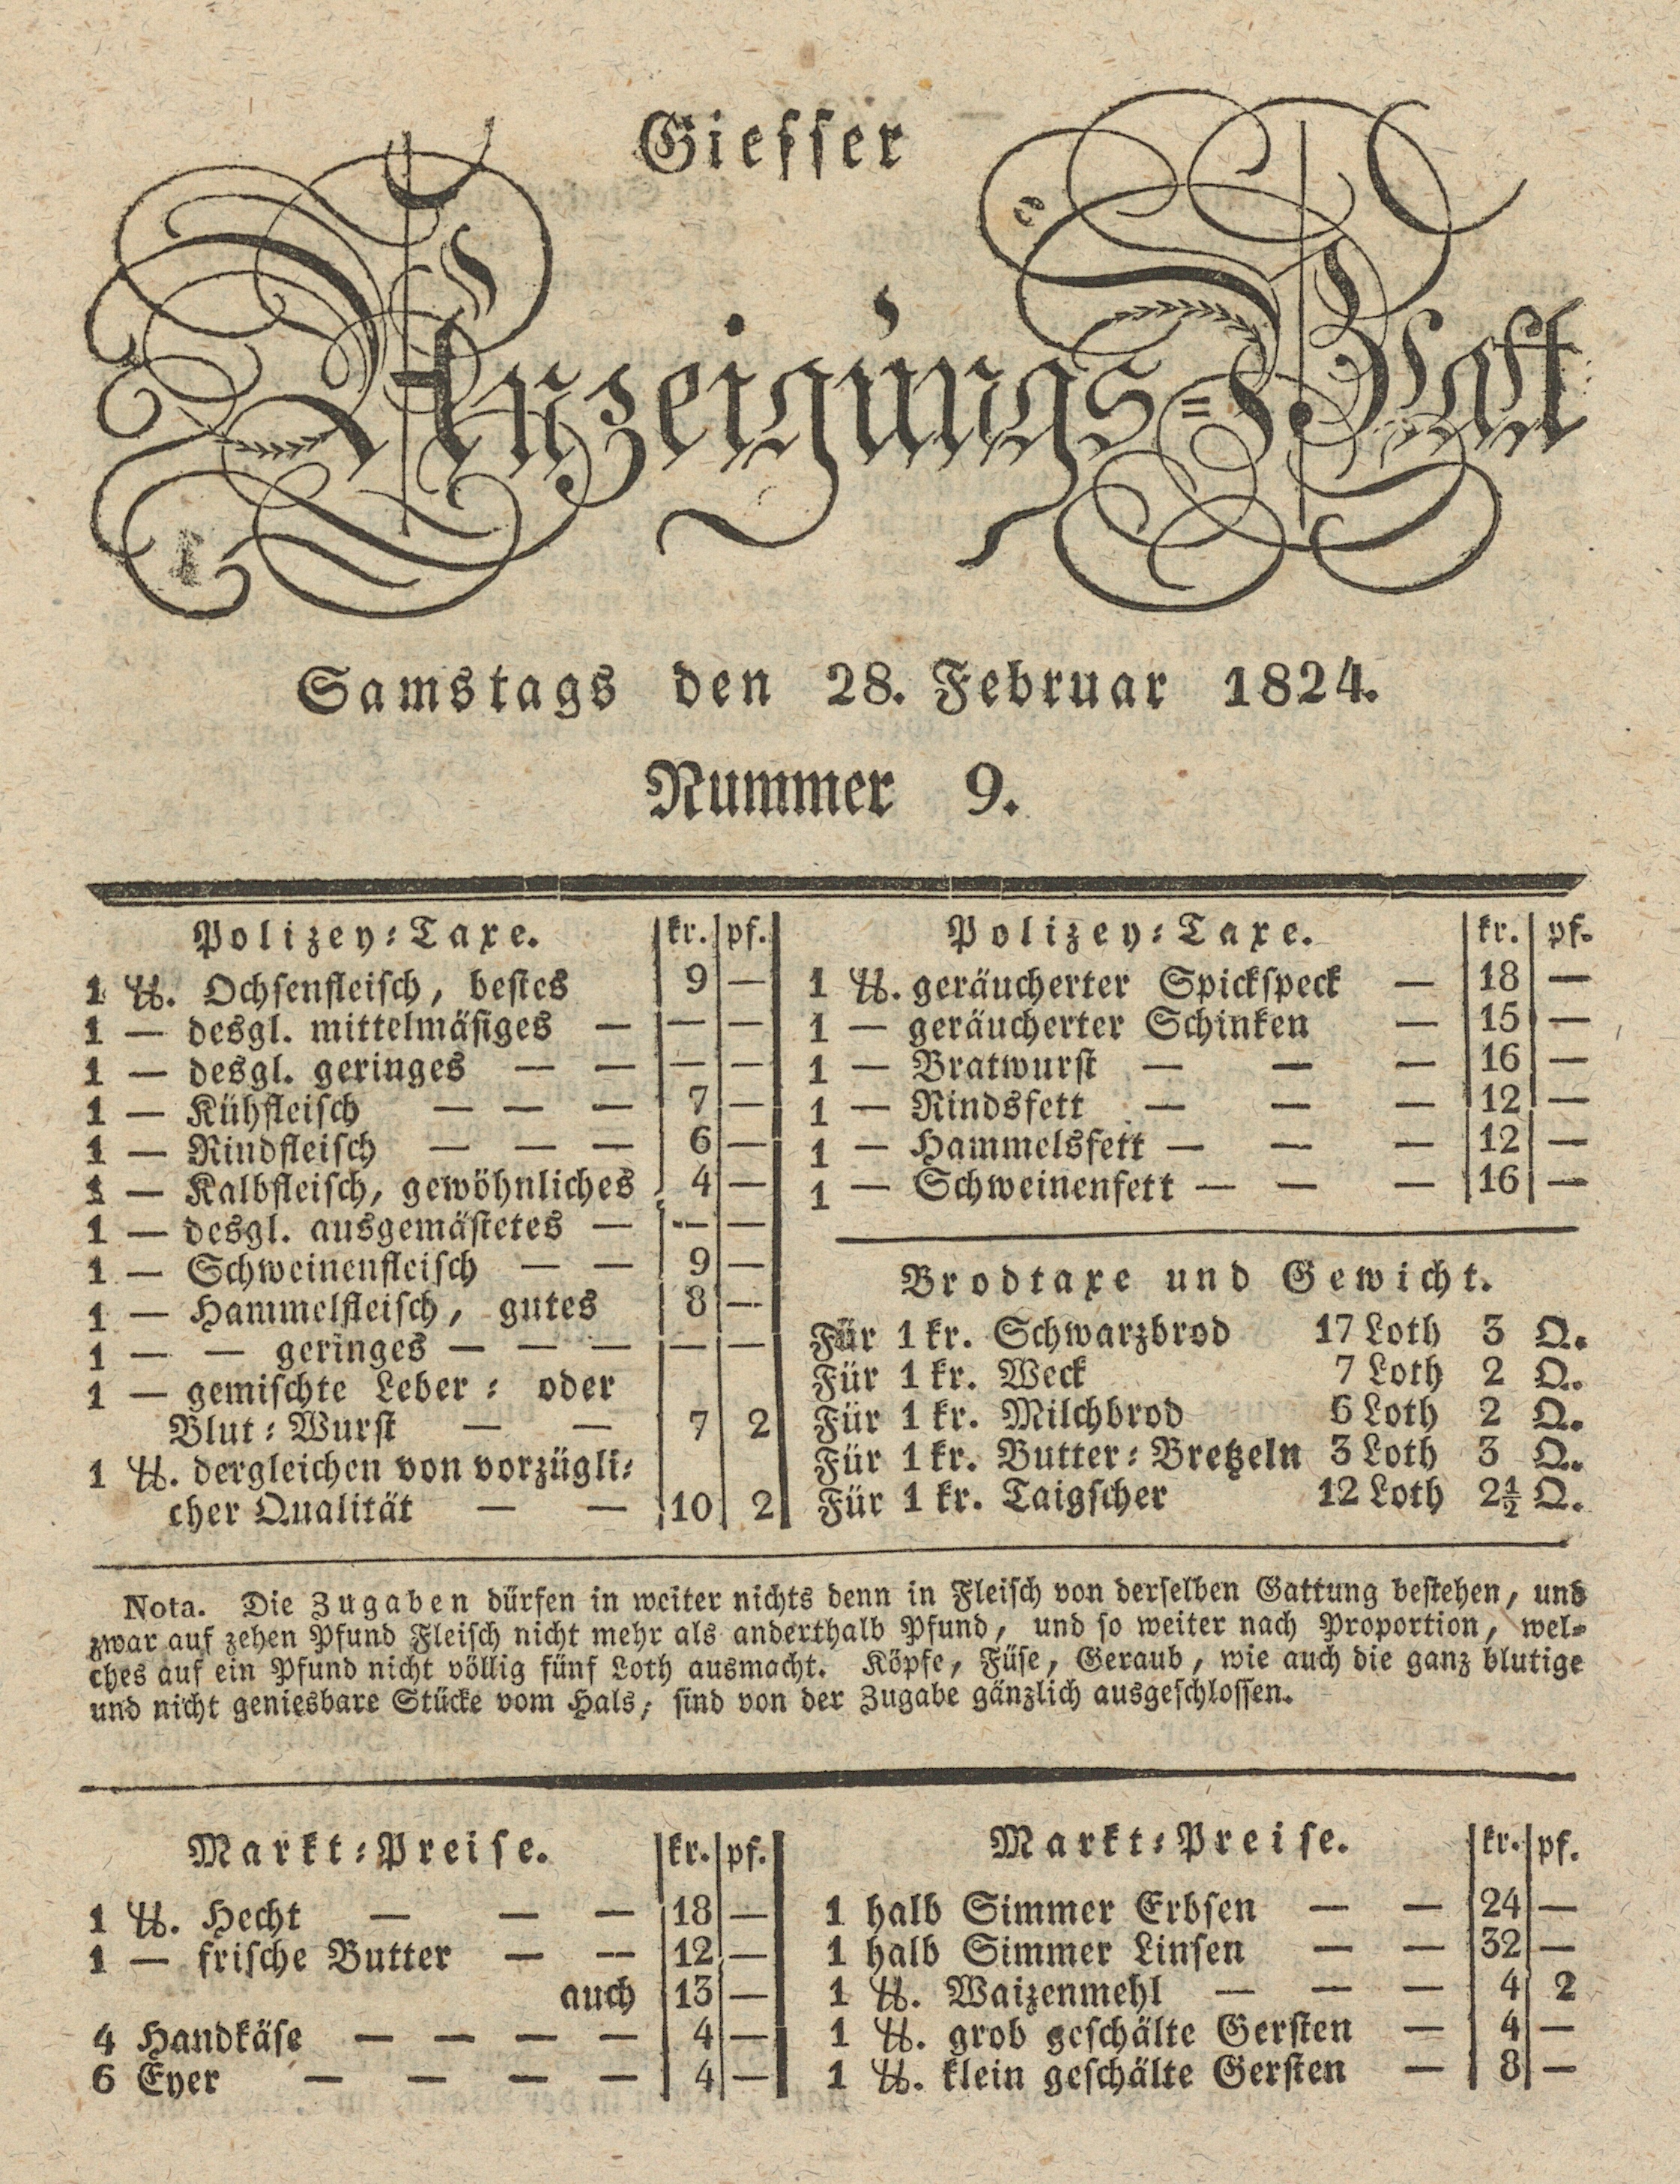 Giesser
Anzeigungs-Blatt
Samstags den 28. Februar 1824.
Nummer 9.
Polizey-Taxe. kr. pf.
1 ℔. Ochsenfleisch, bestes 9 —
1 — desgl. mittelmäsiges — — —
1 — desgl. geringes — — — —
1 — Kühfleisch — — — 7 —
1 — Rindfleisch — — — 6 —
1 — Kalbfleisch, gewöhnliches 4 —
1 — desgl. ausgemästetes — — —
1 — Schweinenfleisch — — 9 —
1 — Hammelfleisch, gutes 8 —
1 — — geringes — — — — —
1 — gemischte Leber- oder
Blut-Wurst — — 7 2
1 ℔. dergleichen von vorzügli-
cher Qualität — — 10 2
Polizey-Taxe. kr. pf.
1 ℔. geräucherter Spickspeck — 18 —
1 — geräucherter Schinken — 15 —
1 — Bratwurst — — — 16 —
1 — Rindsfett — — — 12 —
1 — Hammelsfett — — — 12 —
1 — Schweinenfett — — — 16 —
Brodtaxe und Gewicht.
Für 1 kr. Schwarzbrod 17 Loth 3 Q.
Für 1 kr. Weck 7 Loth 2 Q.
Für 1 kr. Milchbrod 6 Loth 2 Q.
Für 1 kr. Butter-Bretzeln 3 Loth 3 Q.
Für 1 kr. Taigscher 12 Loth 2½ Q.
Nota. Die Zugaben dürfen in weiter nichts denn in Fleisch von derselben Gattung bestehen, und
zwar auf zehen Pfund Fleisch nicht mehr als anderthalb Pfund, und so weiter nach Proportion, wel-
ches auf ein Pfund nicht völlig fünf Loth ausmacht. Köpfe, Füse, Geraub, wie auch die ganz blutige
und nicht geniesbare Stücke vom Hals, sind von der Zugabe gänzlich ausgeschlossen.
Markt-Preise. kr. pf.
1 ℔. Hecht — — — 18 —
1 — frische Butter — — 12 —
auch 13 —
4 Handkäse — — — — 4 —
6 Eyer — — — — 4 —
Markt-Preise. kr. pf.
1 halb Simmer Erbsen — — 24 —
1 halb Simmer Linsen — — 32 —
1 ℔. Waizenmehl — — — 4 2
1 ℔. grob geschälte Gersten — 4 —
1 ℔. klein geschälte Gersten — 8 —